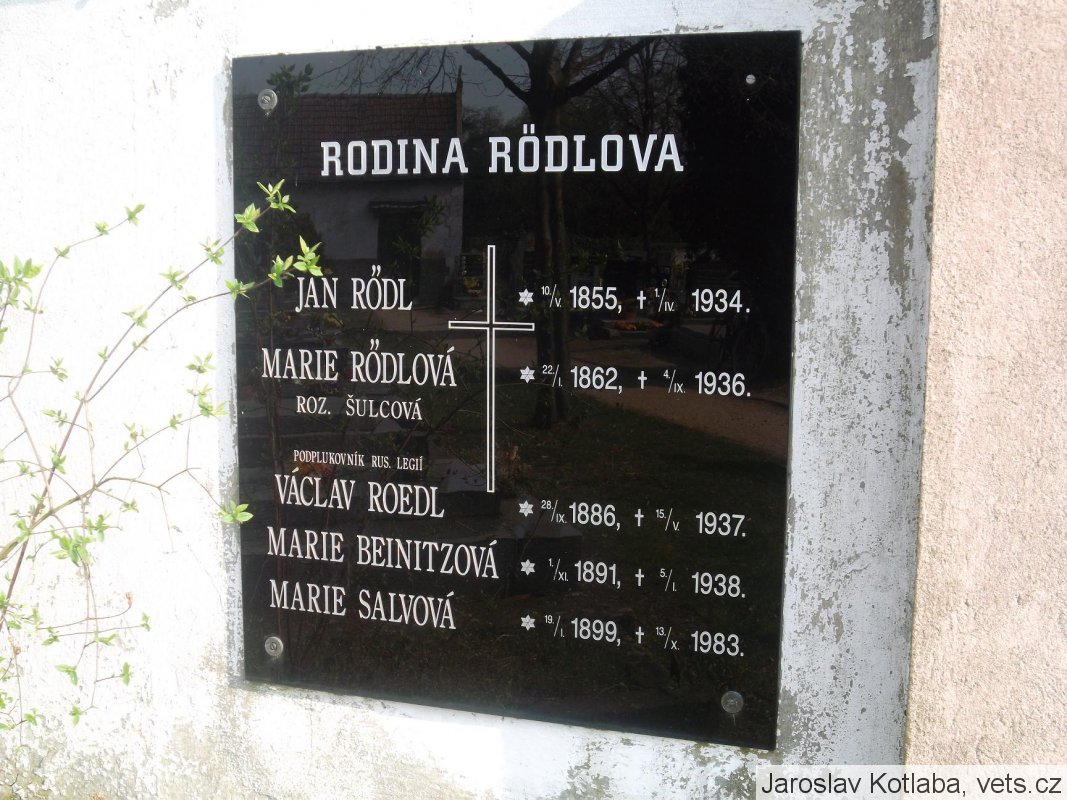 RODINA RÖDLOVA
JAN RŐDL ✡ 10/V. 1855, ✝ 1/IV. 1934.
MARIE RŐDLOVÁ ✡ 22./I. 1862, ✝ 4/IX. 1936.
ROZ. ŠULCOVÁ
PODPLUKOVNÍK RUS. LEGIÍ
VÁCLAV ROEDL ✡ 28/IX. 1886, ✝ 15/V. 1937.
MARIE BEINITZOVÁ ✡ 1./XI. 1891, ✝ 5./I. 1938.
MARIE SALVOVÁ ✡ 19./I. 1899, ✝ 13/X. 1983.
Jaroslav Kotlaba, vets.cz